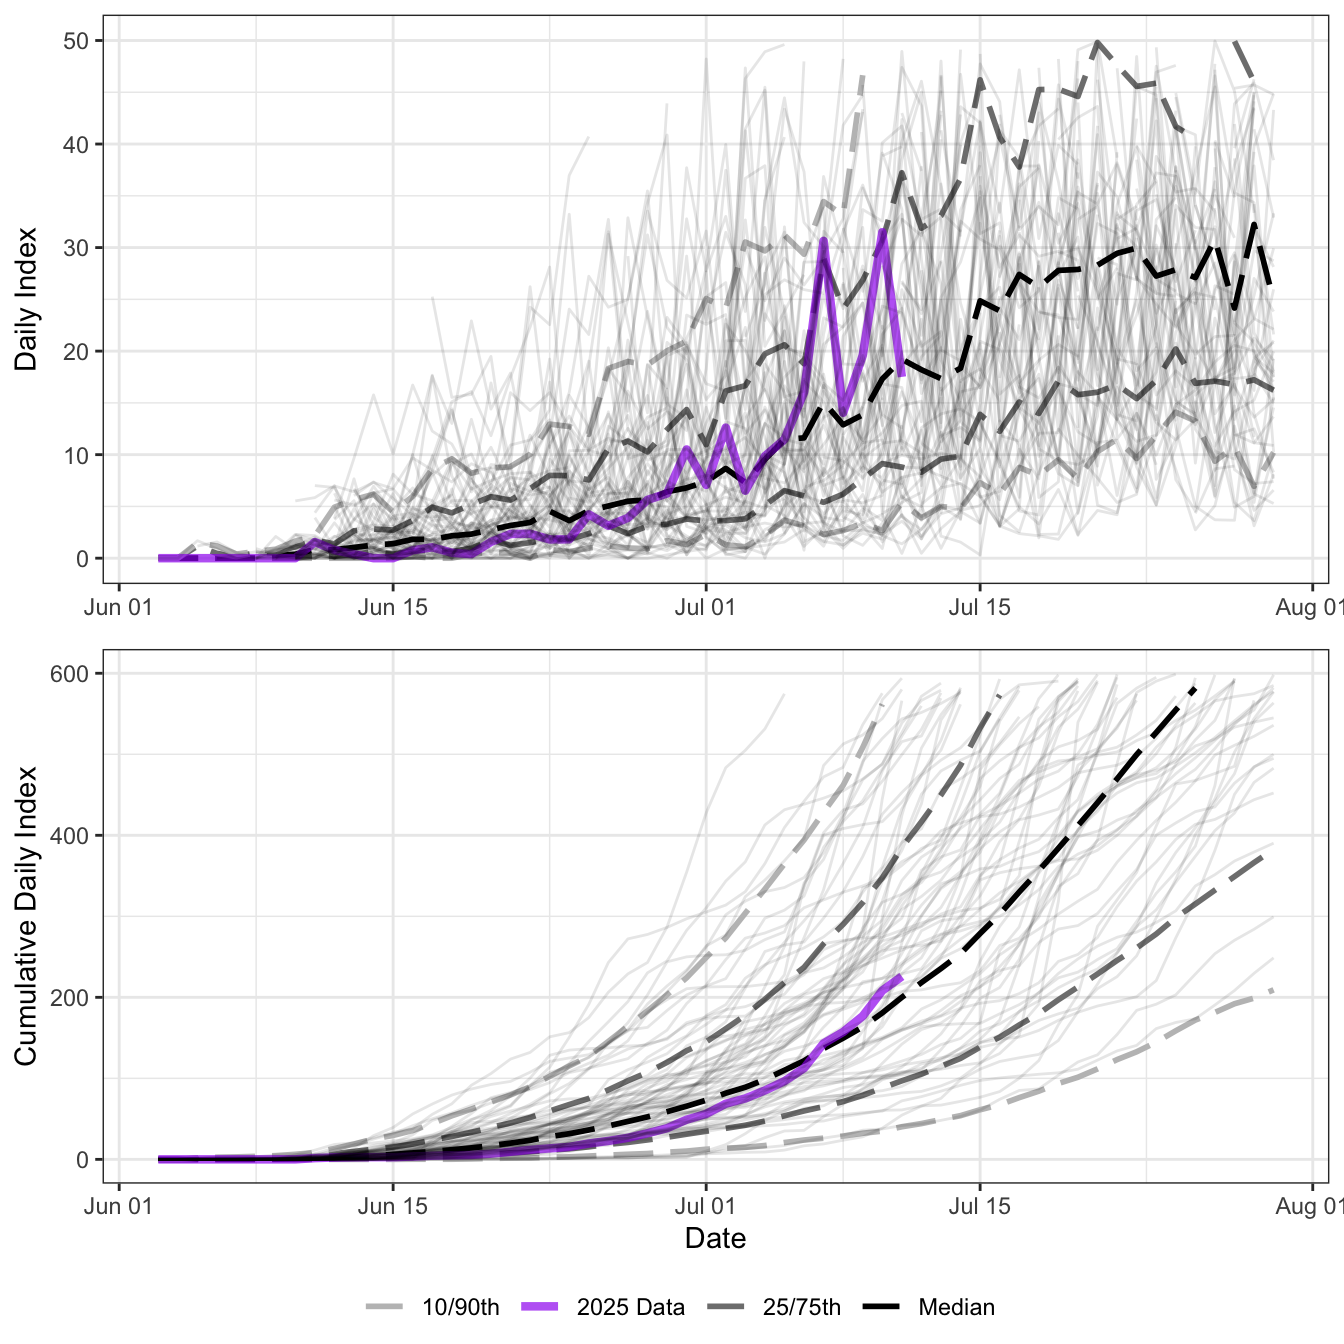 Daily Index
50
40
30
20
10
0
Jun 01 Jun 15 Jul 01 Jul 15 Aug 01
Cumulative Daily Index
600
400
200
0
Jun 01 Jun 15 Jul 01 Jul 15 Aug 01
Date
10/90th 2025 Data 25/75th Median